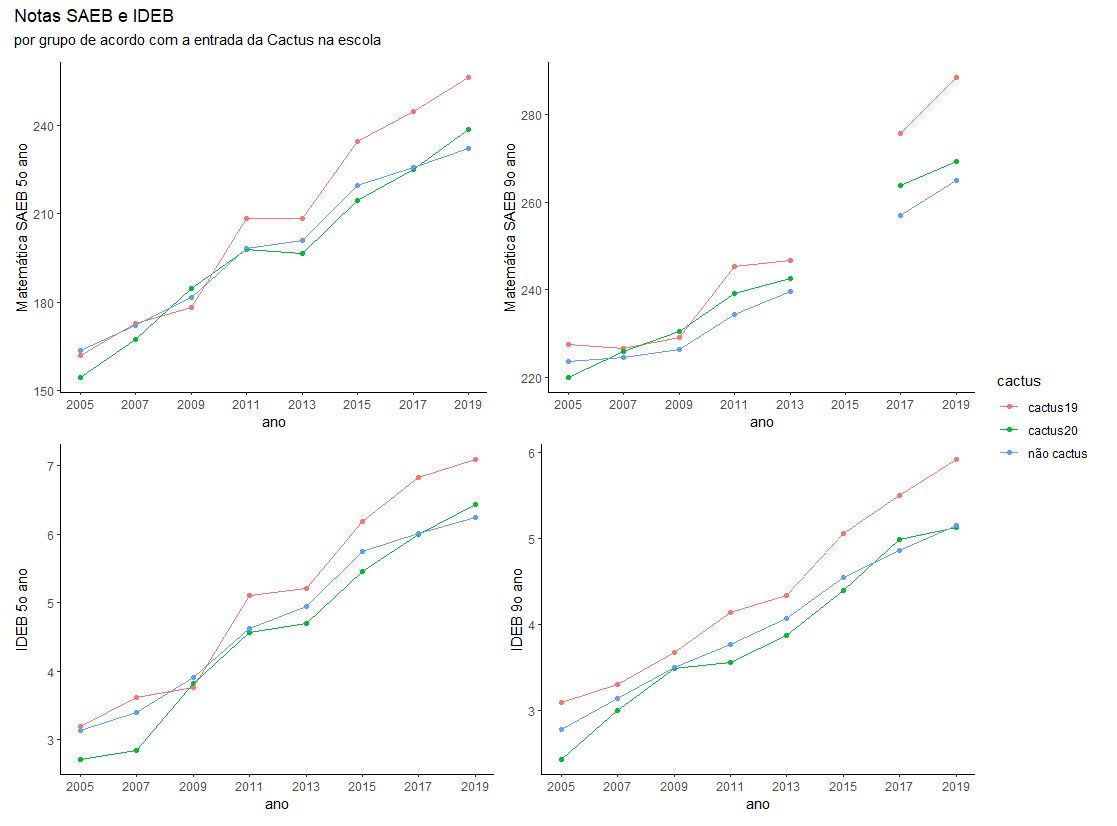 Notas SAEB e IDEB
por grupo de acordo com a entrada da Cactus na escola
Matemática SAEB 5o ano
240
210
180
150
2005 2007 2009 2011 2013 2015 2017 2019
ano
Matemática SAEB 9o ano
280
260
240
220
2005 2007 2009 2011 2013 2015 2017 2019
ano
IDEB 5o ano
7
6
5
4
3
2005 2007 2009 2011 2013 2015 2017 2019
ano
IDEB 9o ano
6
5
4
3
2005 2007 2009 2011 2013 2015 2017 2019
ano
cactus
cactus19
cactus20
não cactus